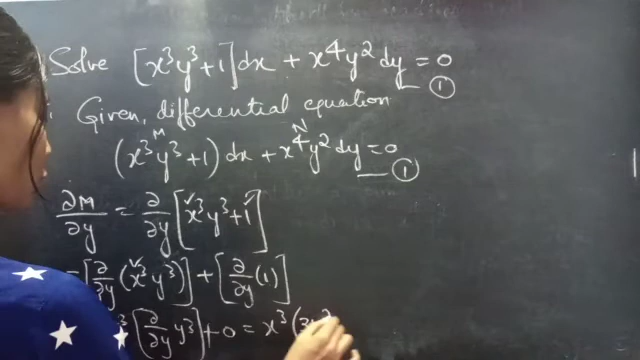 Solve [x³y³+1]dx + x⁴y²dy = 0 — ①
Given, differential equation
M N
(x³y³+1) dx + x⁴y² dy = 0 — ①
∂M/∂y = ∂/∂y [x³y³+1]
= [∂/∂y (x³y³)] + [∂/∂y (1)]
[∂/∂y y³] + 0 = x³(3y²